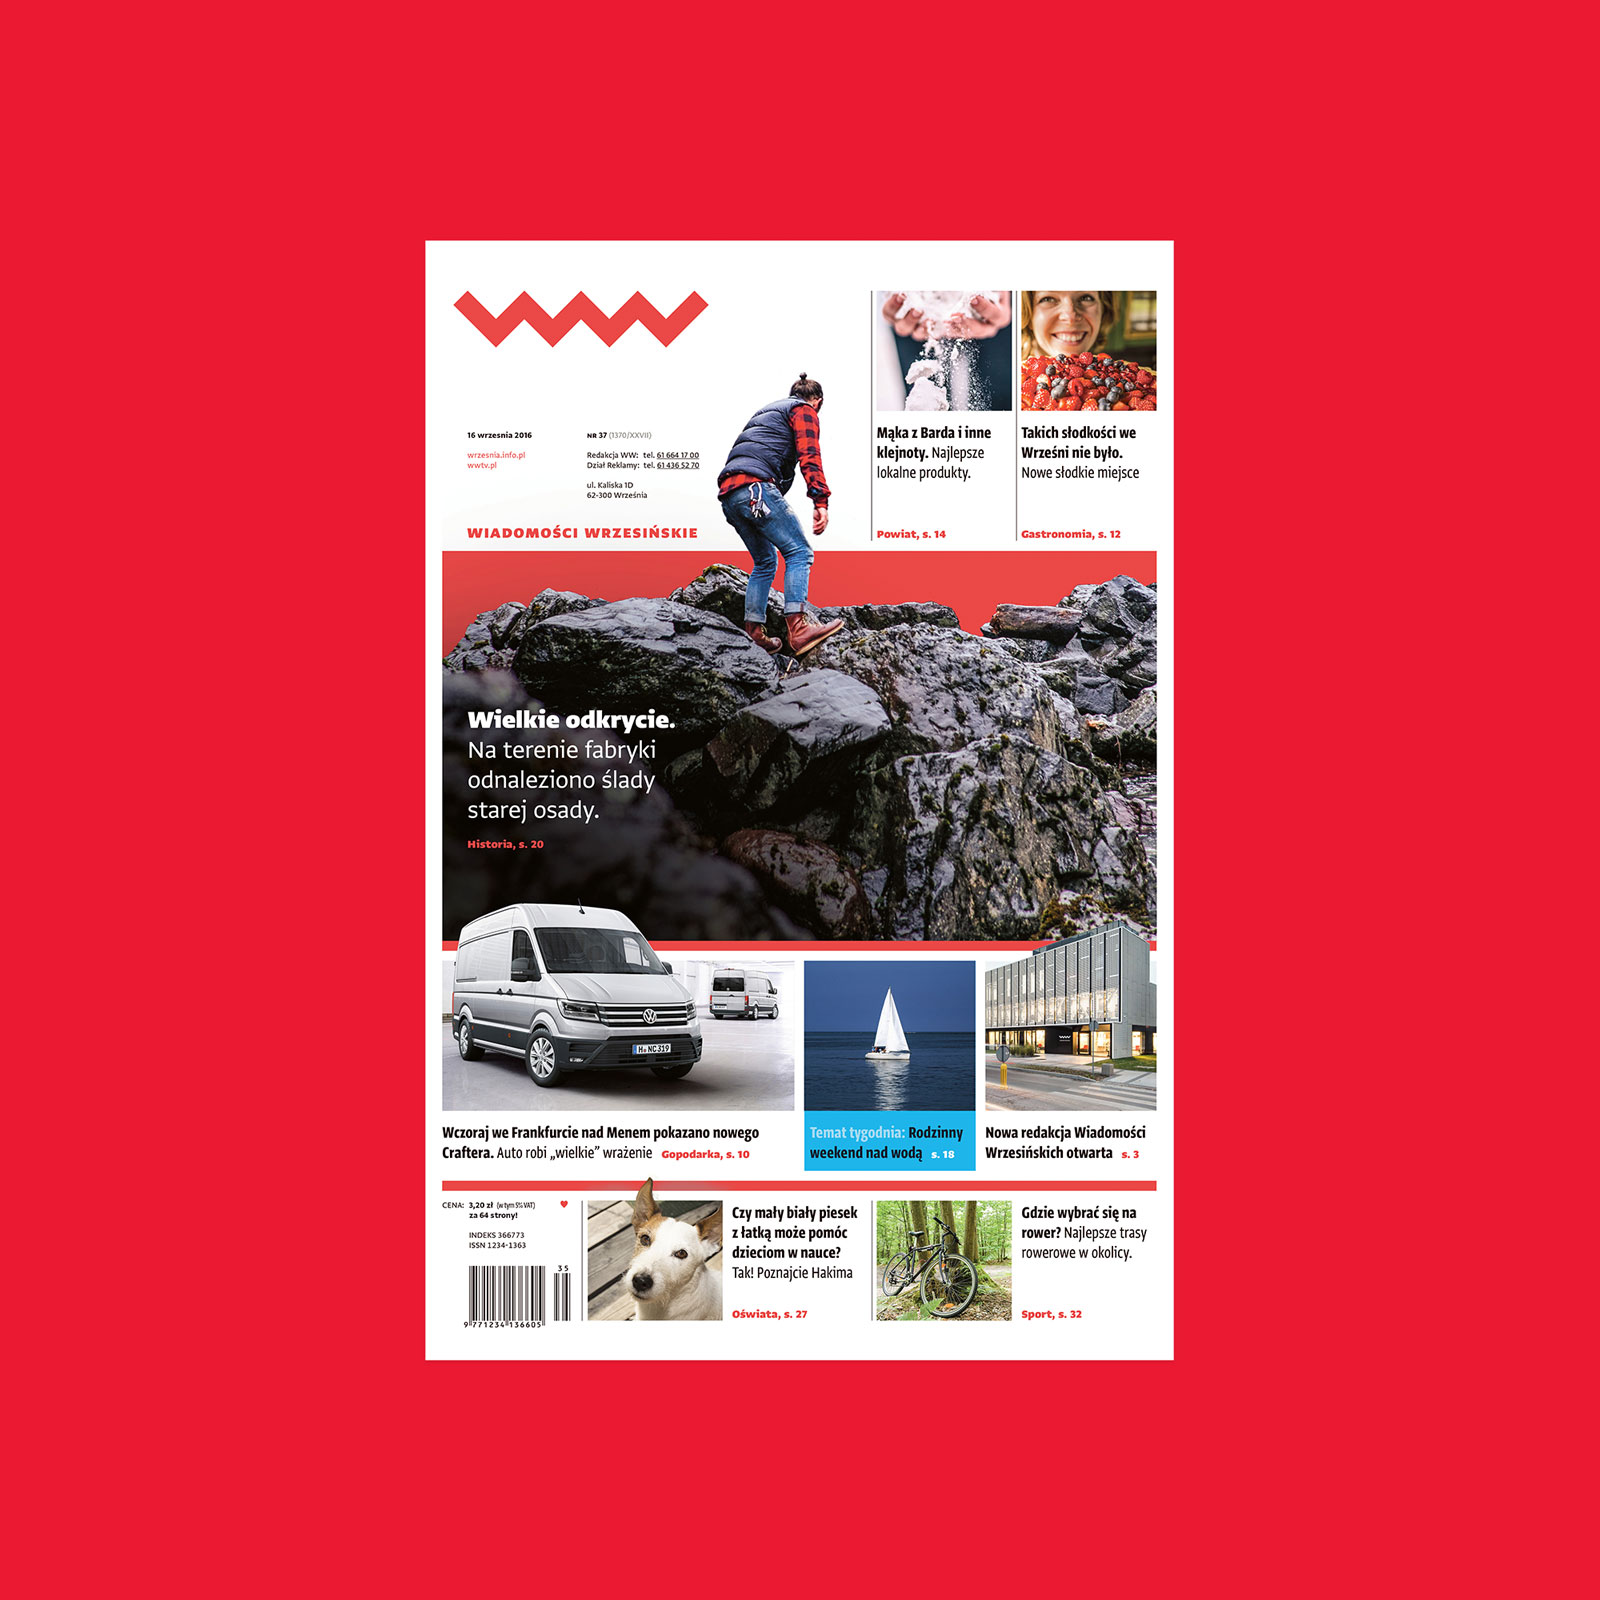 WW
16 wrzesnia 2016
wrzesnia.info.pl
wwtv.pl
NR 37 (1370/XXVII)
Redakcja WW: tel. 61 664 17 00
Dział Reklamy: tel. 61 436 52 70
ul. Kaliska 1D
62-300 Września
WIADOMOŚCI WRZESIŃSKIE
Mąka z Barda i inne
klejnoty. Najlepsze
lokalne produkty.
Powiat, s. 14
Takich słodkości we
Wrześni nie było.
Nowe słodkie miejsce
Gastronomia, s. 12
Wielkie odkrycie.
Na terenie fabryki
odnaleziono ślady
starej osady.
Historia, s. 20
H NC 319
Wczoraj we Frankfurcie nad Menem pokazano nowego
Craftera. Auto robi „wielkie” wrażenie Gopodarka, s. 10
Temat tygodnia: Rodzinny
weekend nad wodą s. 18
Nowa redakcja Wiadomości
Wrzesińskich otwarta s. 3
CENA: 3,20 zł (w tym 5% VAT)
za 64 strony!
INDEKS 366773
ISSN 1234-1363
35
9 771234 136605
Czy mały biały piesek
z łatką może pomóc
dzieciom w nauce?
Tak! Poznajcie Hakima
Oświata, s. 27
Gdzie wybrać się na
rower? Najlepsze trasy
rowerowe w okolicy.
Sport, s. 32